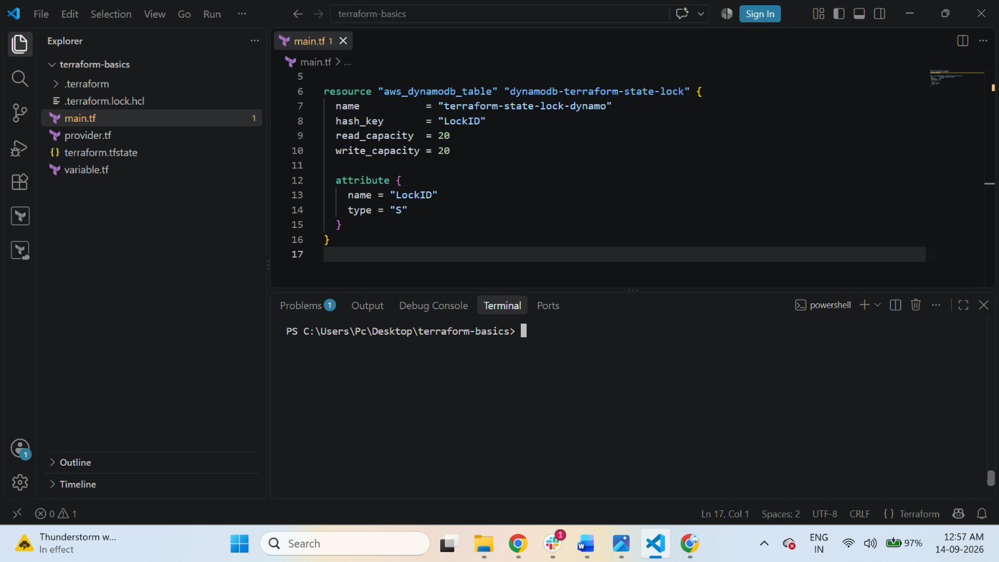 File Edit Selection View Go Run ···
terraform-basics
Sign In
Explorer
terraform-basics
.terraform
.terraform.lock.hcl
main.tf 1
provider.tf
{} terraform.tfstate
variable.tf
Outline
Timeline
main.tf 1
main.tf > ...
5
6 resource "aws_dynamodb_table" "dynamodb-terraform-state-lock" {
7 name = "terraform-state-lock-dynamo"
8 hash_key = "LockID"
9 read_capacity = 20
10 write_capacity = 20
11
12 attribute {
13 name = "LockID"
14 type = "S"
15 }
16 }
17
Problems 1 Output Debug Console Terminal Ports
powershell
PS C:\Users\Pc\Desktop\terraform-basics>
1
0 1
Ln 17, Col 1 Spaces: 2 UTF-8 CRLF {} Terraform
Thunderstorm w...
In effect
Search
1
ENG
IN
97%
12:57 AM
14-09-2026